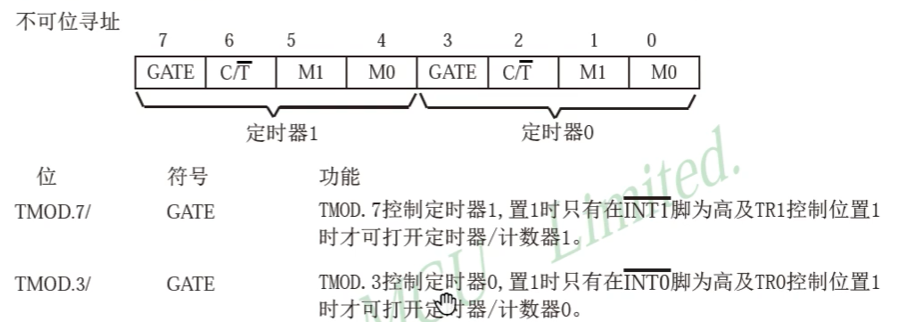 不可位寻址
7 6 5 4 3 2 1 0
GATE C/T̅ M1 M0 GATE C/T̅ M1 M0
定时器1 定时器0
位 符号 功能
TMOD.7/ GATE TMOD.7控制定时器1,置1时只有在I̅N̅T̅1̅脚为高及TR1控制位置1
时才可打开定时器/计数器1。
TMOD.3/ GATE TMOD.3控制定时器0,置1时只有在I̅N̅T̅0̅脚为高及TR0控制位置1
时才可打开定时器/计数器0。
MCU Limited.